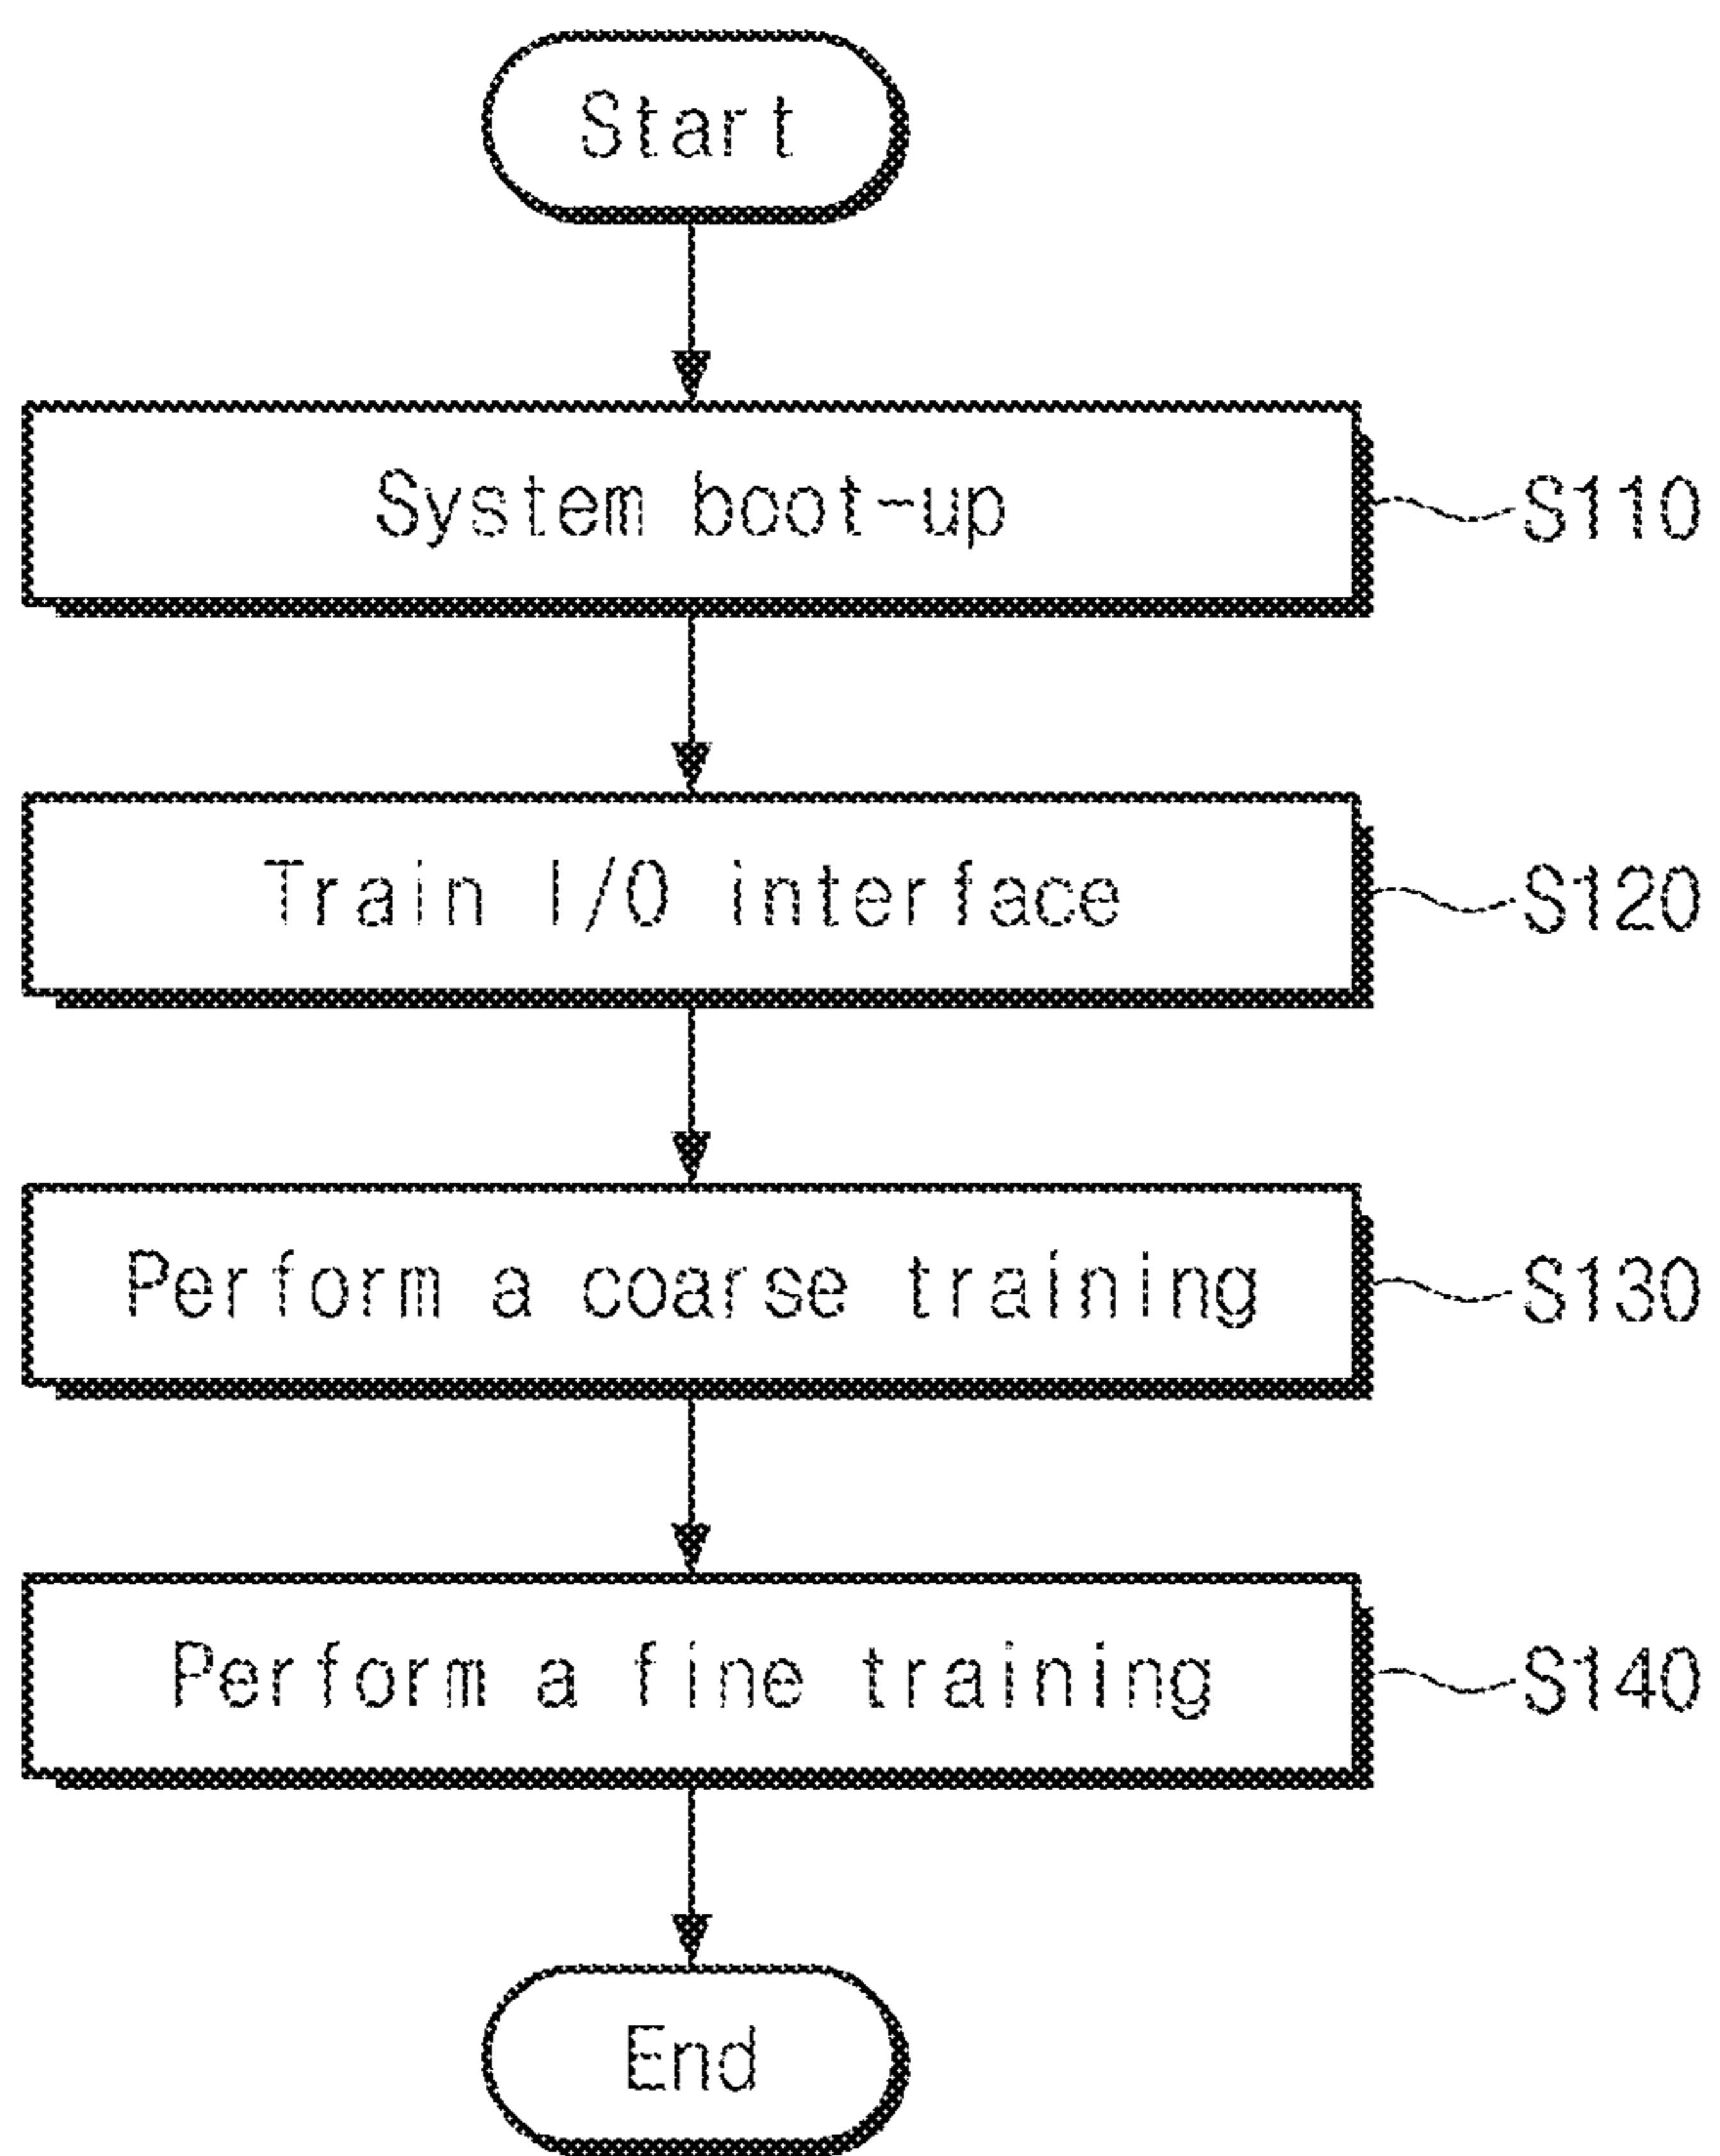 Start
System boot-up
S110
Train I/O interface
S120
Perform a coarse training
S130
Perform a fine training
S140
End